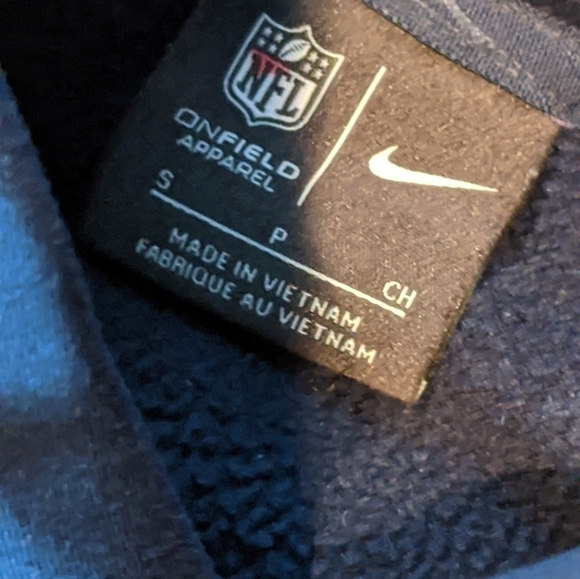 NFL
ONFIELD
APPAREL
S P CH
MADE IN VIETNAM
FABRIQUE AU VIETNAM